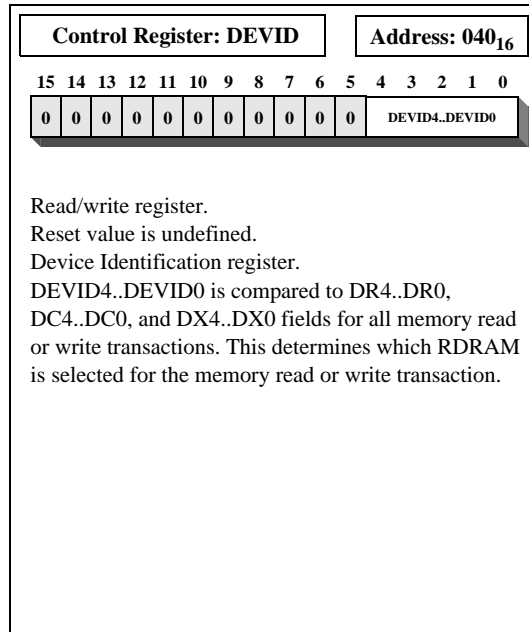 Control Register: DEVID
Address: 040₁₆
15 14 13 12 11 10 9 8 7 6 5 4 3 2 1 0
0 0 0 0 0 0 0 0 0 0 0 DEVID4..DEVID0
Read/write register.
Reset value is undefined.
Device Identification register.
DEVID4..DEVID0 is compared to DR4..DR0,
DC4..DC0, and DX4..DX0 fields for all memory read
or write transactions. This determines which RDRAM
is selected for the memory read or write transaction.